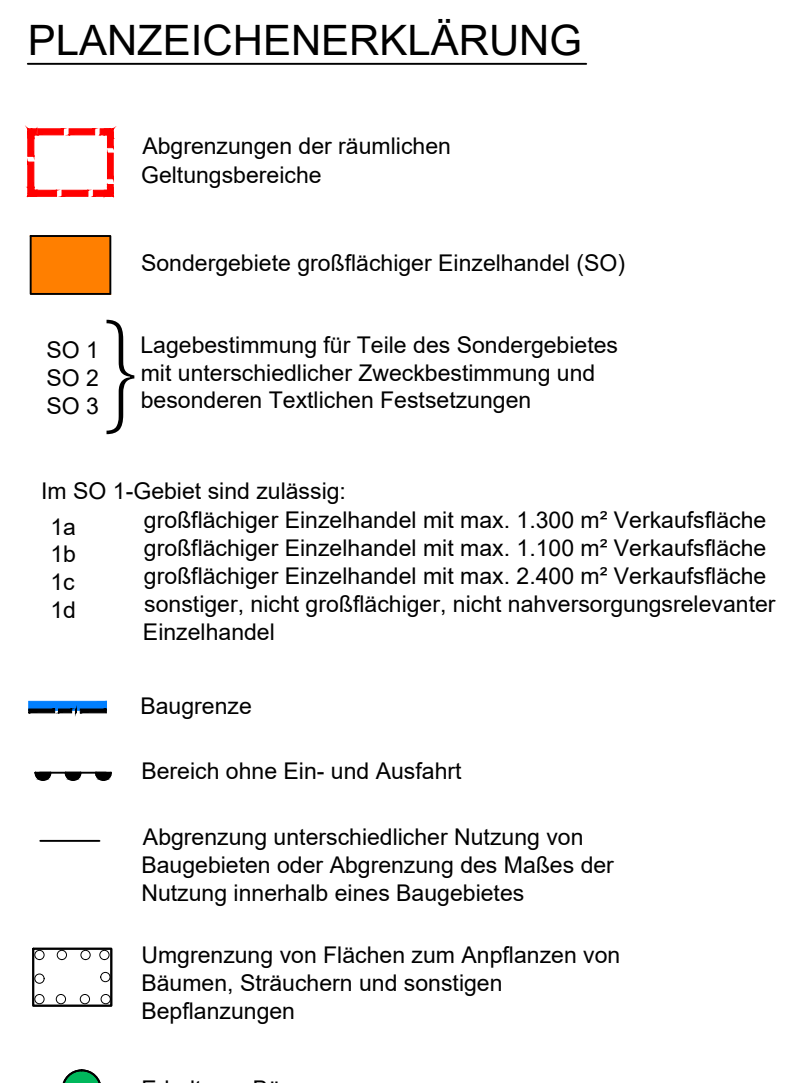 PLANZEICHENERKLÄRUNG
Abgrenzungen der räumlichen
Geltungsbereiche
Sondergebiete großflächiger Einzelhandel (SO)
SO 1
SO 2
SO 3
Lagebestimmung für Teile des Sondergebietes
mit unterschiedlicher Zweckbestimmung und
besonderen Textlichen Festsetzungen
Im SO 1-Gebiet sind zulässig:
1a großflächiger Einzelhandel mit max. 1.300 m² Verkaufsfläche
1b großflächiger Einzelhandel mit max. 1.100 m² Verkaufsfläche
1c großflächiger Einzelhandel mit max. 2.400 m² Verkaufsfläche
1d sonstiger, nicht großflächiger, nicht nahversorgungsrelevanter
Einzelhandel
Baugrenze
Bereich ohne Ein- und Ausfahrt
Abgrenzung unterschiedlicher Nutzung von
Baugebieten oder Abgrenzung des Maßes der
Nutzung innerhalb eines Baugebietes
Umgrenzung von Flächen zum Anpflanzen von
Bäumen, Sträuchern und sonstigen
Bepflanzungen